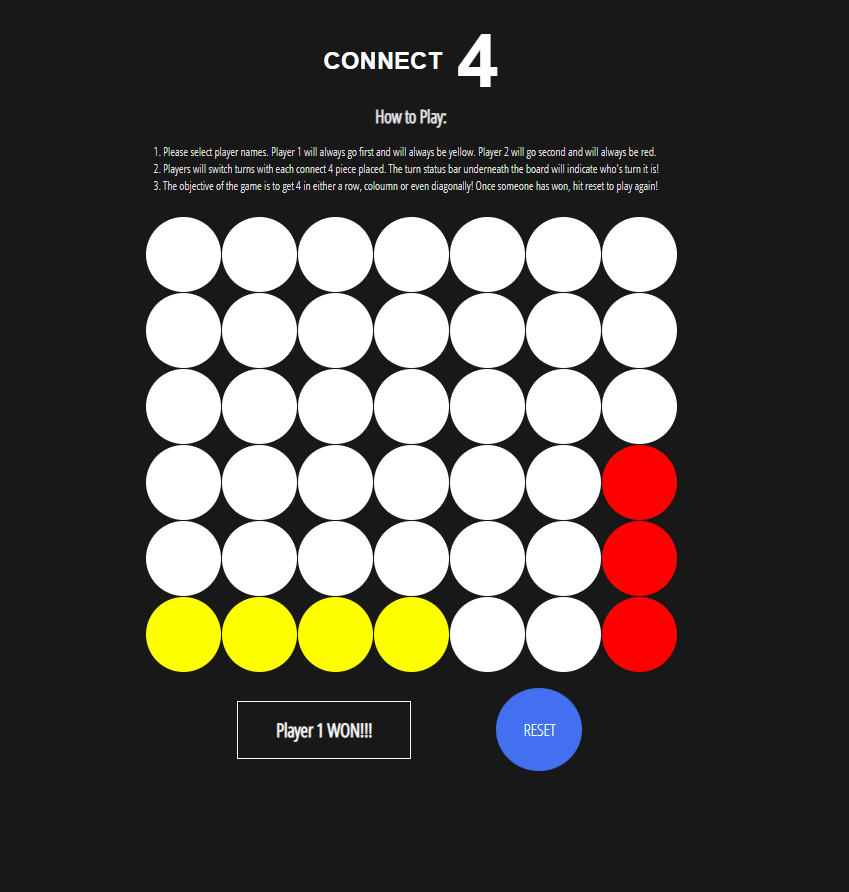 CONNECT 4
How to Play:
1. Please select player names. Player 1 will always go first and will always be yellow. Player 2 will go second and will always be red.
2. Players will switch turns with each connect 4 piece placed. The turn status bar underneath the board will indicate who's turn it is!
3. The objective of the game is to get 4 in either a row, coloumn or even diagonally! Once someone has won, hit reset to play again!
Player 1 WON!!!
RESET